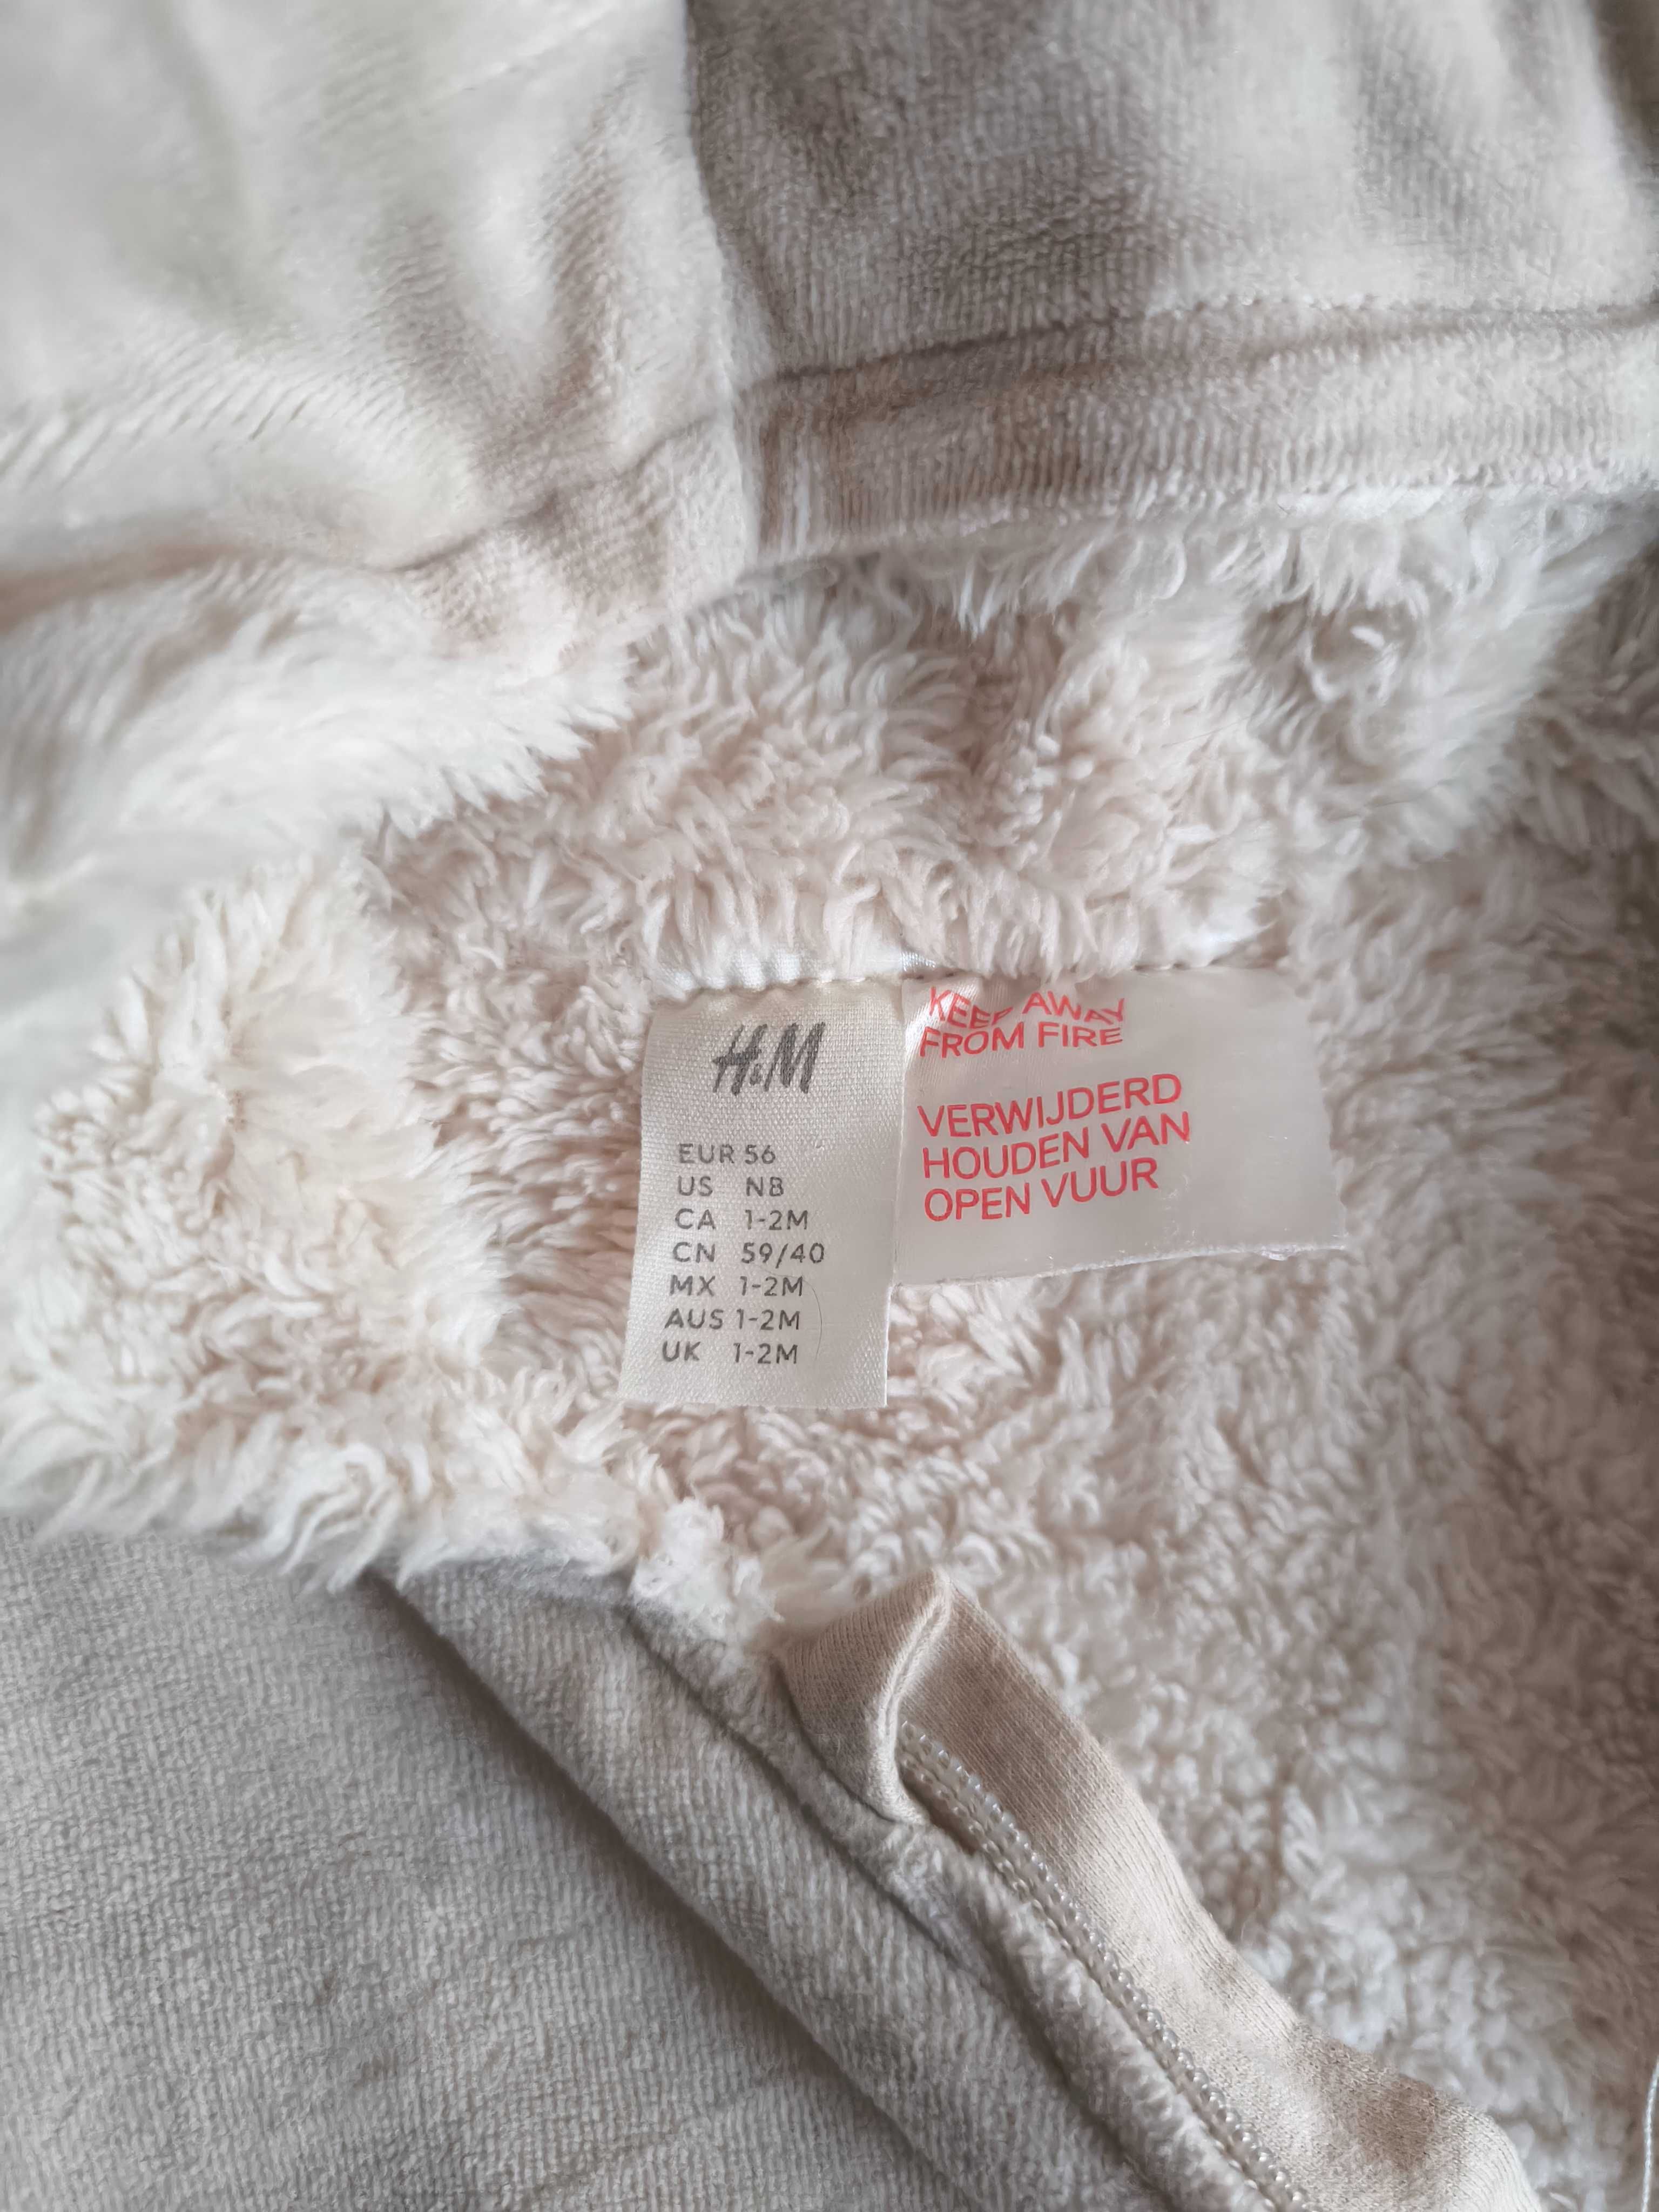 H&M
EUR 56
US NB
CA 1-2M
CN 59/40
MX 1-2M
AUS 1-2M
UK 1-2M
KEEP AWAY
FROM FIRE
VERWIJDERD
HOUDEN VAN
OPEN VUUR